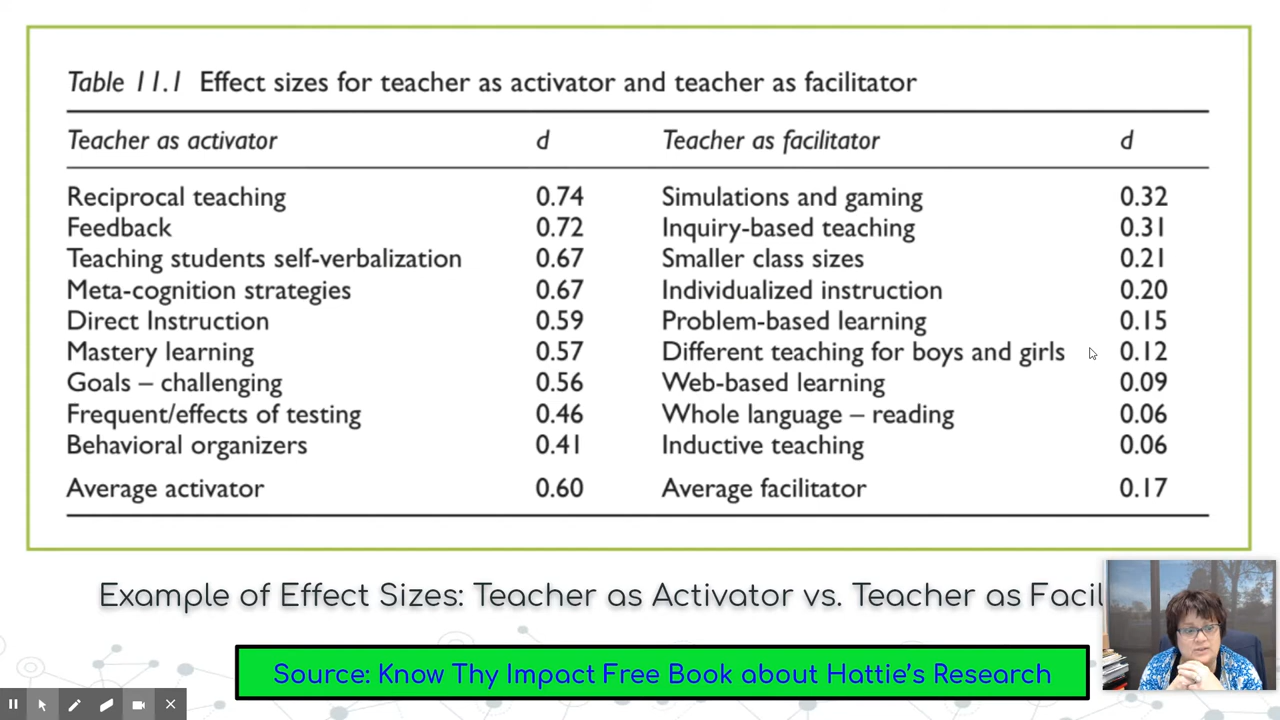 Table 11.1 Effect sizes for teacher as activator and teacher as facilitator
Teacher as activator d Teacher as facilitator d
Reciprocal teaching 0.74 Simulations and gaming 0.32
Feedback 0.72 Inquiry-based teaching 0.31
Teaching students self-verbalization 0.67 Smaller class sizes 0.21
Meta-cognition strategies 0.67 Individualized instruction 0.20
Direct Instruction 0.59 Problem-based learning 0.15
Mastery learning 0.57 Different teaching for boys and girls 0.12
Goals – challenging 0.56 Web-based learning 0.09
Frequent/effects of testing 0.46 Whole language – reading 0.06
Behavioral organizers 0.41 Inductive teaching 0.06
Average activator 0.60 Average facilitator 0.17
Example of Effect Sizes: Teacher as Activator vs. Teacher as Facil
Source: Know Thy Impact Free Book about Hattie's Research